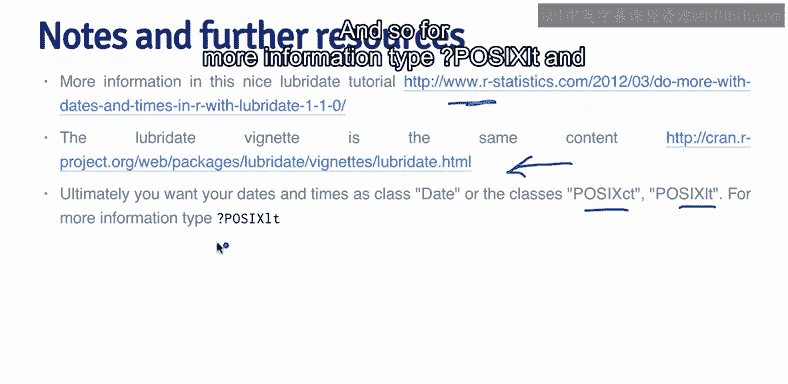 Notes and further resources
And so for
more information type ?POSIXlt and
• More information in this nice lubridate tutorial http://www.r-statistics.com/2012/03/do-more-with-
dates-and-times-in-r-with-lubridate-1-1-0/
• The lubridate vignette is the same content http://cran.r-
project.org/web/packages/lubridate/vignettes/lubridate.html
• Ultimately you want your dates and times as class "Date" or the classes "POSIXct", "POSIXlt". For
more information type ?POSIXlt